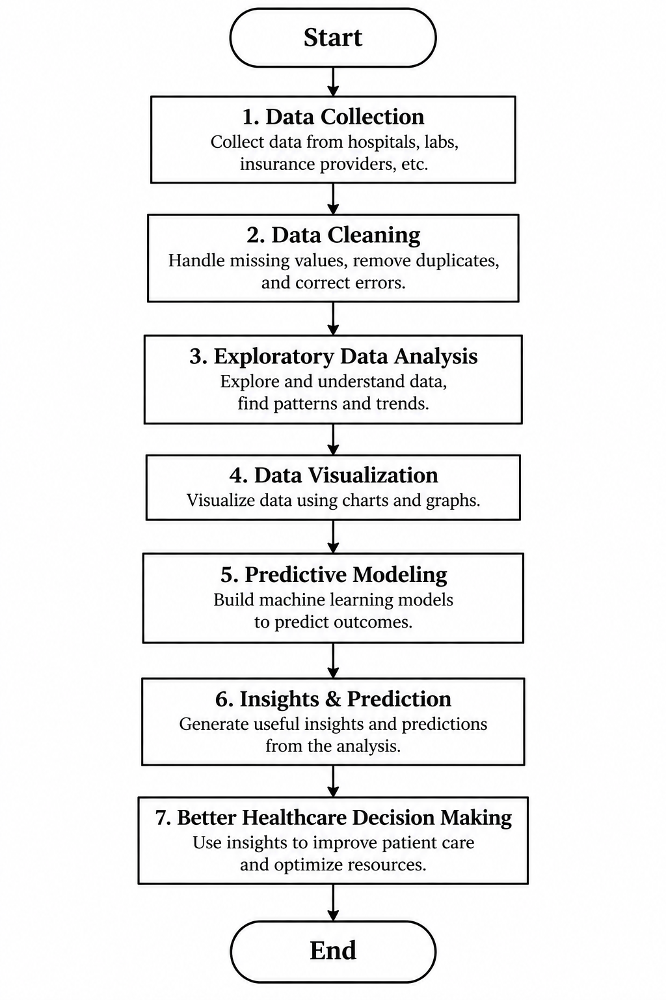 Start
1. Data Collection
Collect data from hospitals, labs,
insurance providers, etc.
2. Data Cleaning
Handle missing values, remove duplicates,
and correct errors.
3. Exploratory Data Analysis
Explore and understand data,
find patterns and trends.
4. Data Visualization
Visualize data using charts and graphs.
5. Predictive Modeling
Build machine learning models
to predict outcomes.
6. Insights & Prediction
Generate useful insights and predictions
from the analysis.
7. Better Healthcare Decision Making
Use insights to improve patient care
and optimize resources.
End